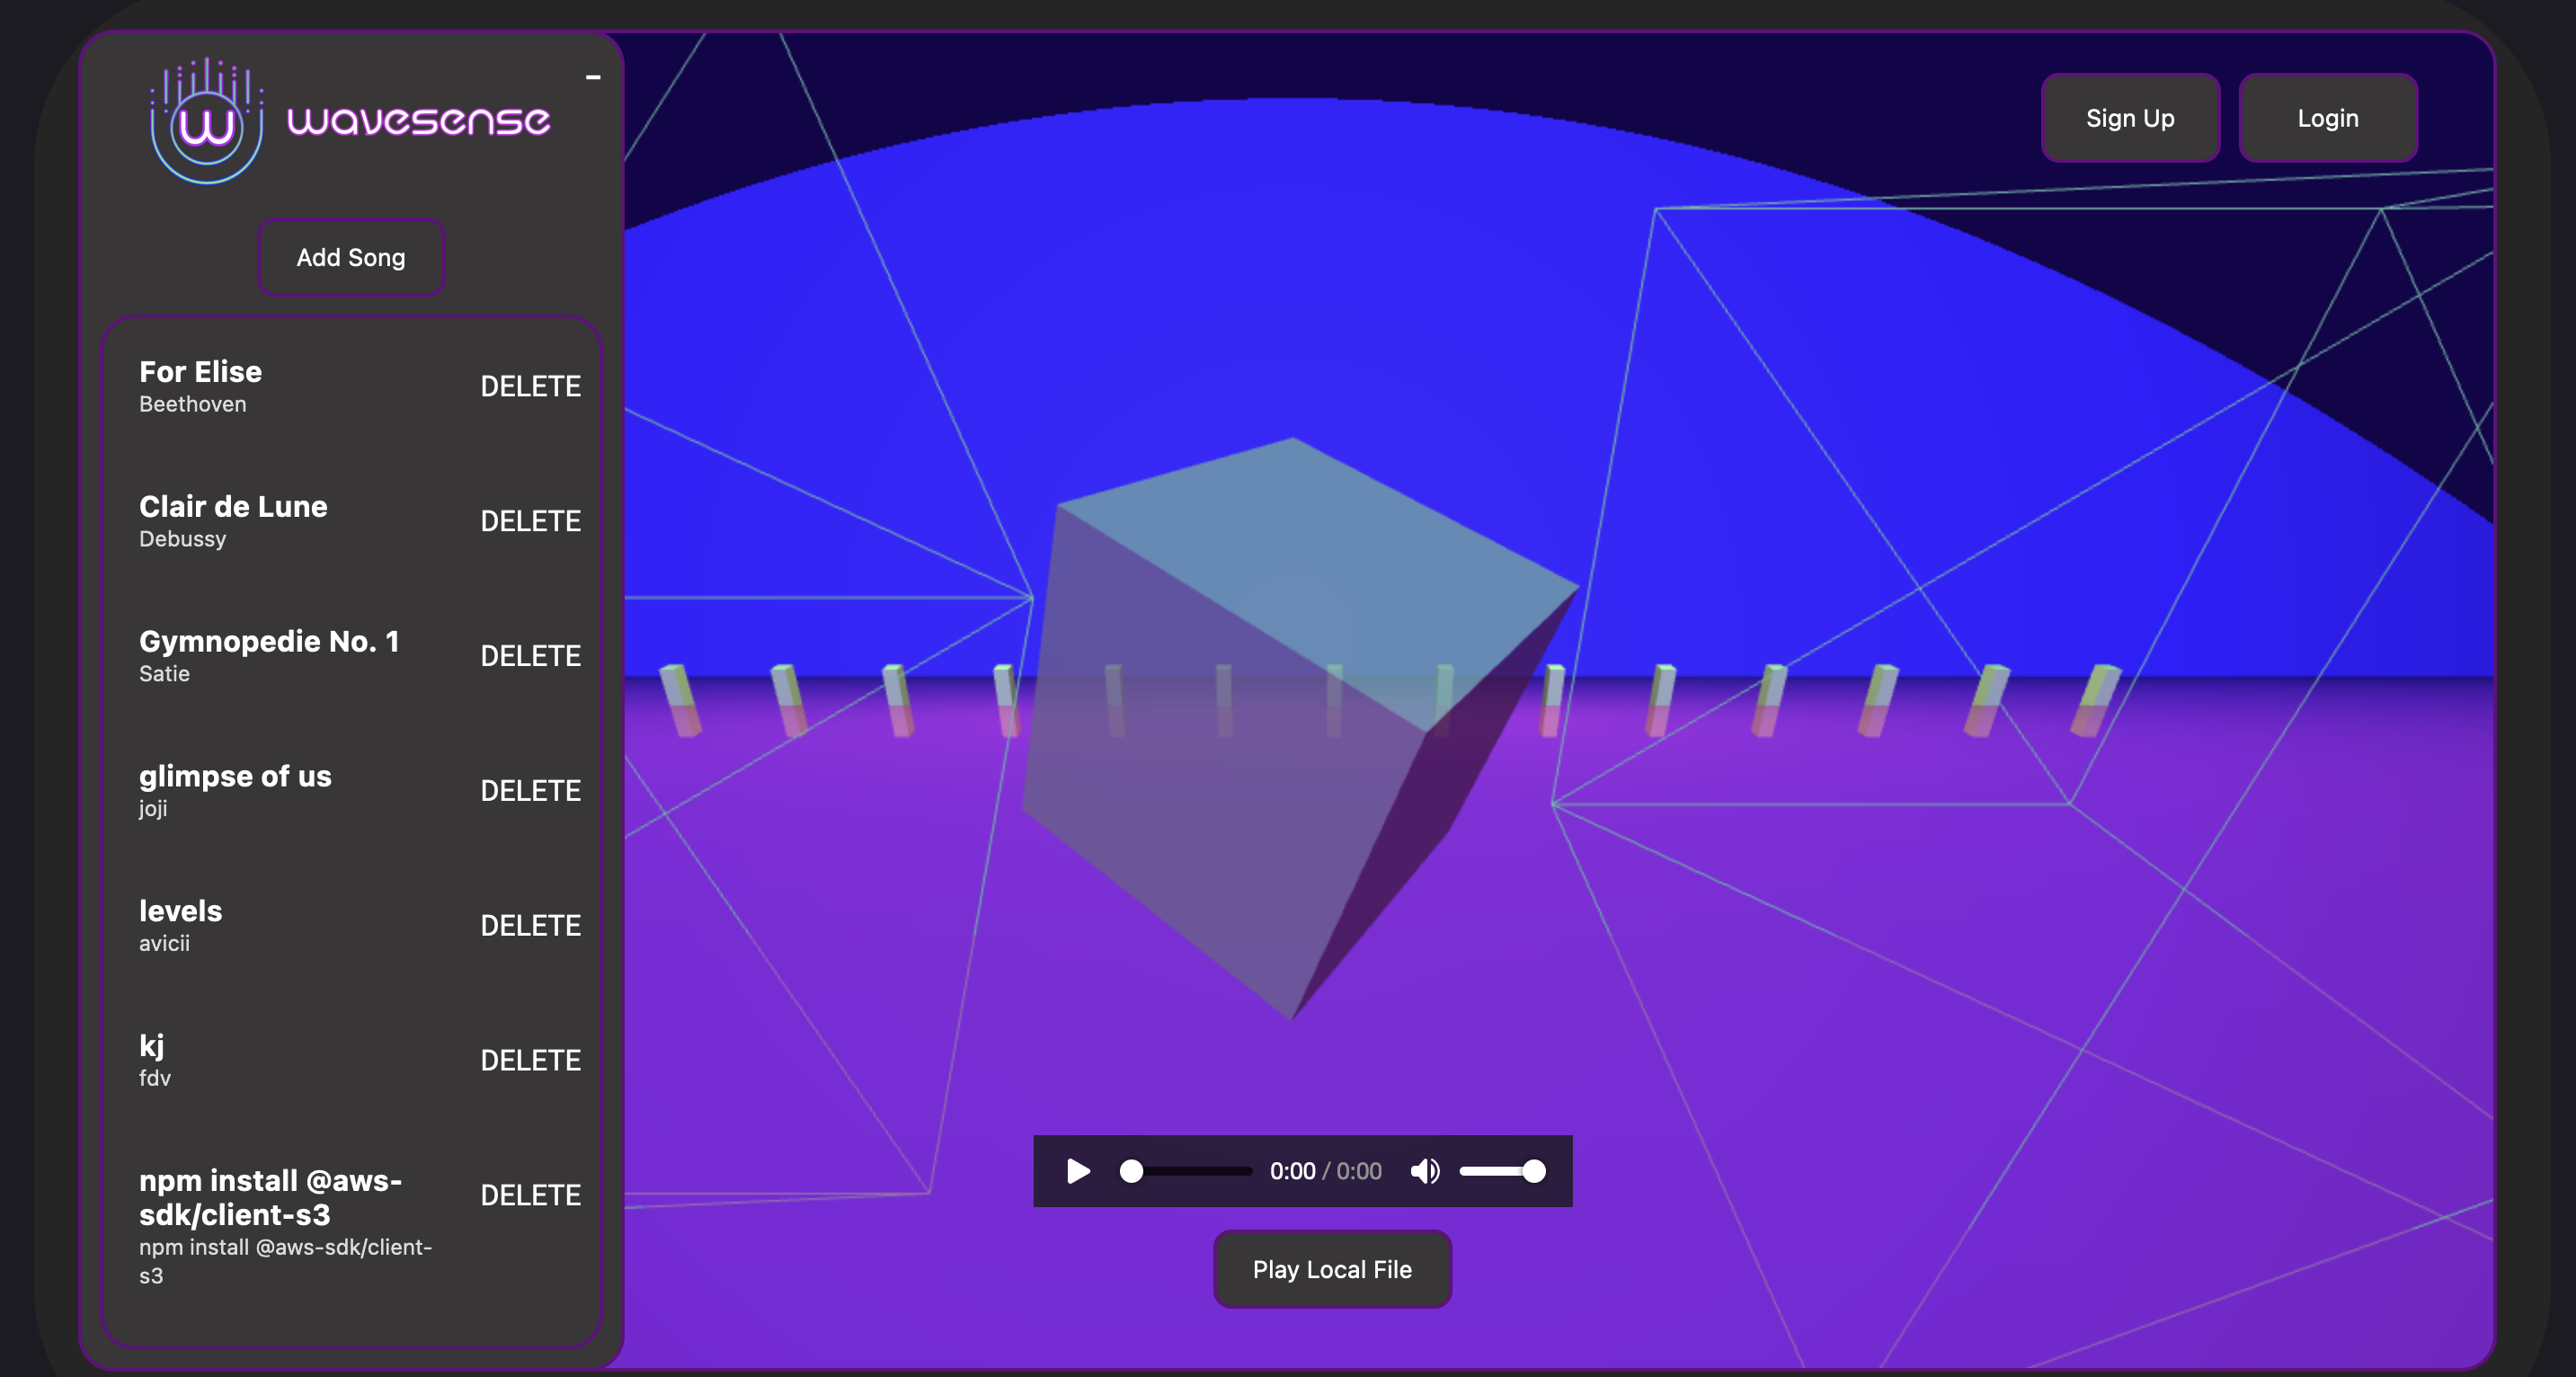 w wavesense
-
Sign Up
Login
Add Song
For Elise
Beethoven
DELETE
Clair de Lune
Debussy
DELETE
Gymnopedie No. 1
Satie
DELETE
glimpse of us
joji
DELETE
levels
avicii
DELETE
kj
fdv
DELETE
npm install @aws-
sdk/client-s3
npm install @aws-sdk/client-
s3
DELETE
0:00 / 0:00
Play Local File